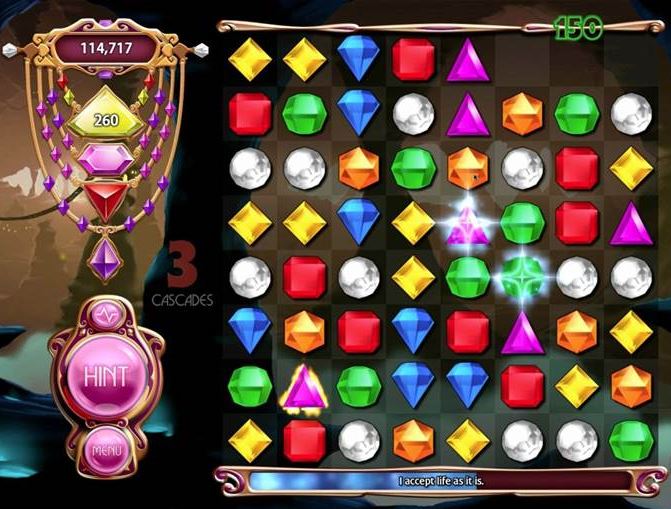 114,717
150
260
3
CASCADES
HINT
MENU
I accept life as it is.